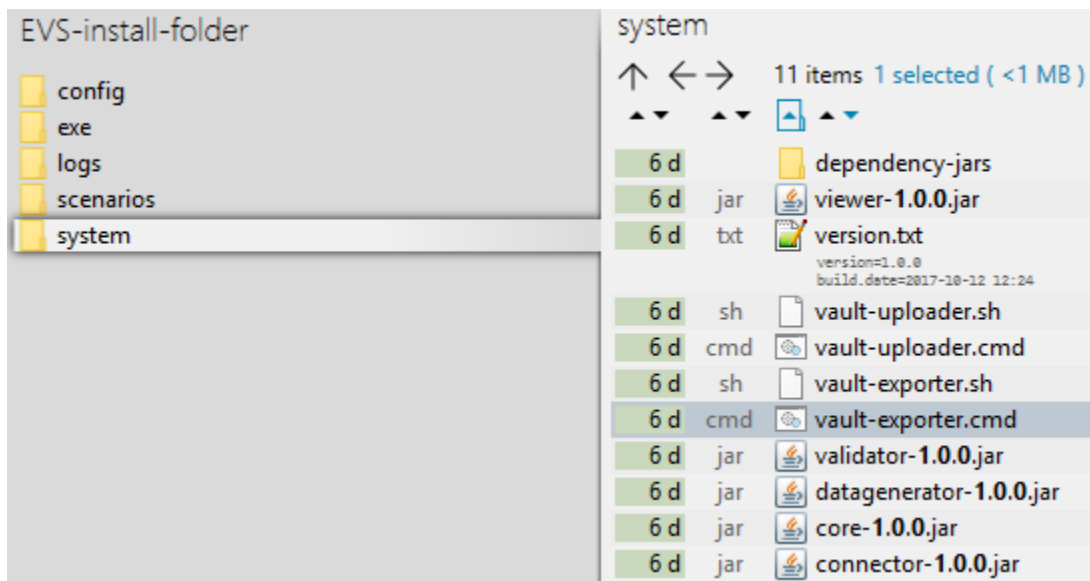 EVS-install-folder
config
exe
logs
scenarios
system
system
11 items 1 selected ( <1 MB )
6 d dependency-jars
6 d jar viewer-1.0.0.jar
6 d txt version.txt
version=1.0.0
build.date=2017-10-12 12:24
6 d sh vault-uploader.sh
6 d cmd vault-uploader.cmd
6 d sh vault-exporter.sh
6 d cmd vault-exporter.cmd
6 d jar validator-1.0.0.jar
6 d jar datagenerator-1.0.0.jar
6 d jar core-1.0.0.jar
6 d jar connector-1.0.0.jar